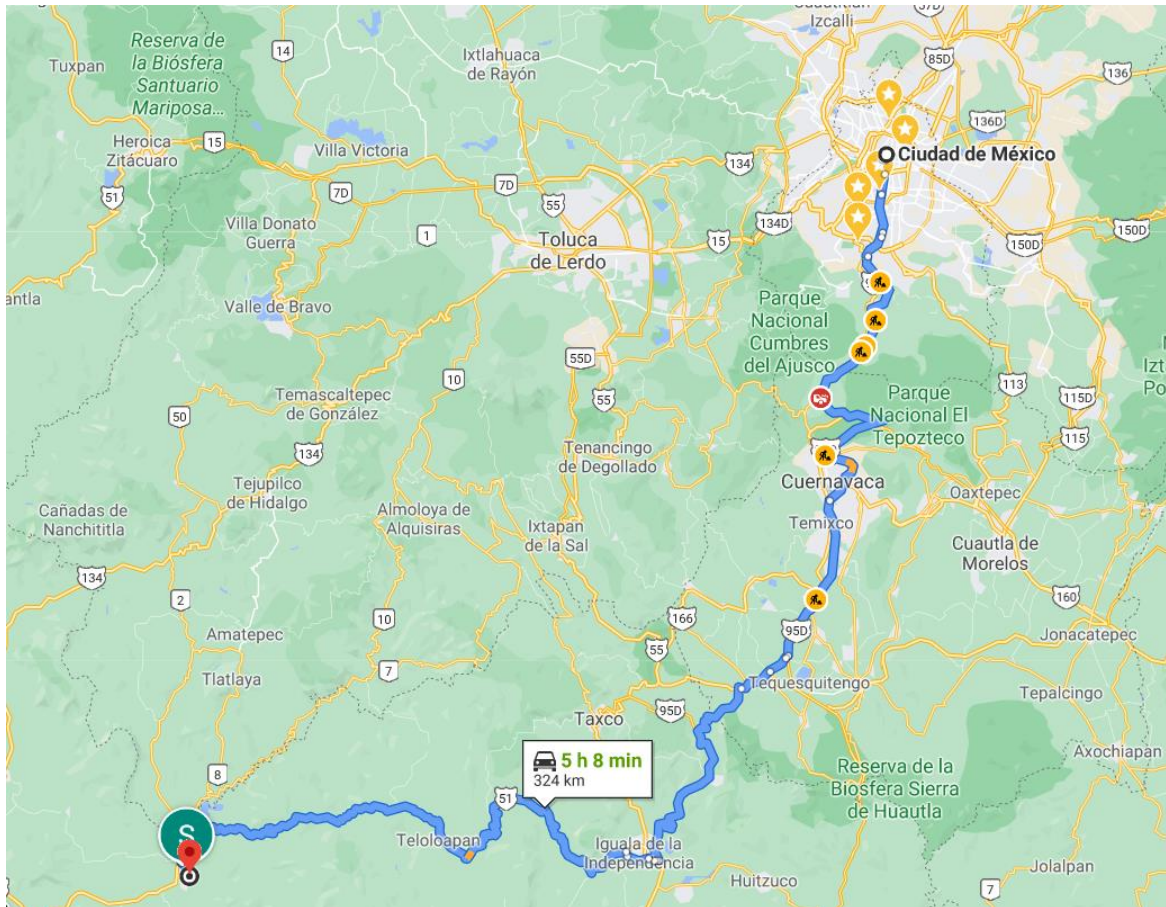 Cuautitlán
Izcalli
57D
Reserva de
la Biósfera
Santuario
Mariposa...
Tuxpan
14
Ixtlahuaca
de Rayón
85D
136
Heroica
Zitácuaro
15
Villa Victoria
136D
134
Ciudad de México
51
7D
7D
55
Villa Donato
Guerra
1
Toluca
de Lerdo
15
134D
150D
150D
Valle de Bravo
Parque
Nacional
Cumbres
del Ajusco
55D
10
55
113
115D
115
Parque
Nacional El
Tepozteco
50
Temascaltepec
de González
134
Tenancingo
de Degollado
Tejupilco
de Hidalgo
Cuernavaca
Oaxtepec
Cañadas de
Nanchititla
Almoloya de
Alquisiras
Ixtapan
de la Sal
Temixco
Cuautla de
Morelos
134
2
10
166
160
Amatepec
7
55
95D
Jonacatepec
Tlatlaya
Tequesquitengo
Tepalcingo
Taxco
95D
Axochiapan
5 h 8 min
324 km
8
51
Reserva de la
Biosfera Sierra
de Huautla
S
Teloloapan
Iguala de la
Independencia
Huitzuco
Jolalpan
7